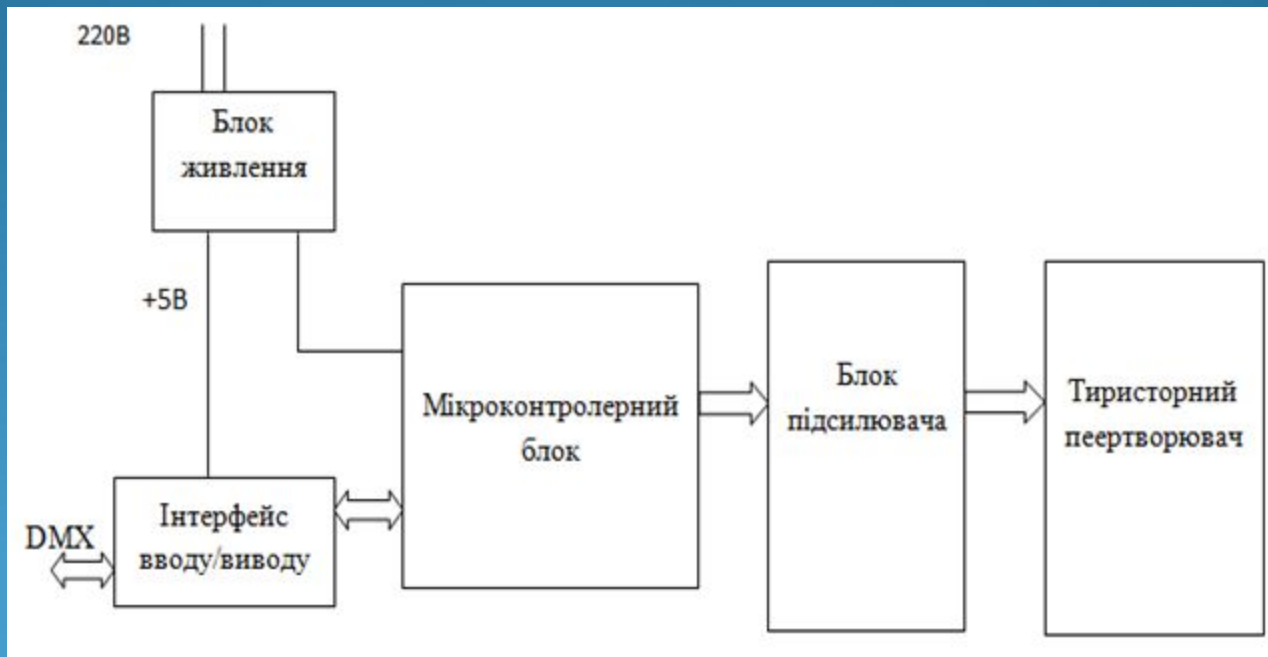 220В
Блок
живлення
+5В
Мікроконтролерний
блок
Блок
підсилювача
Тиристорний
пеертворювач
Інтерфейс
вводу/виводу
DMX